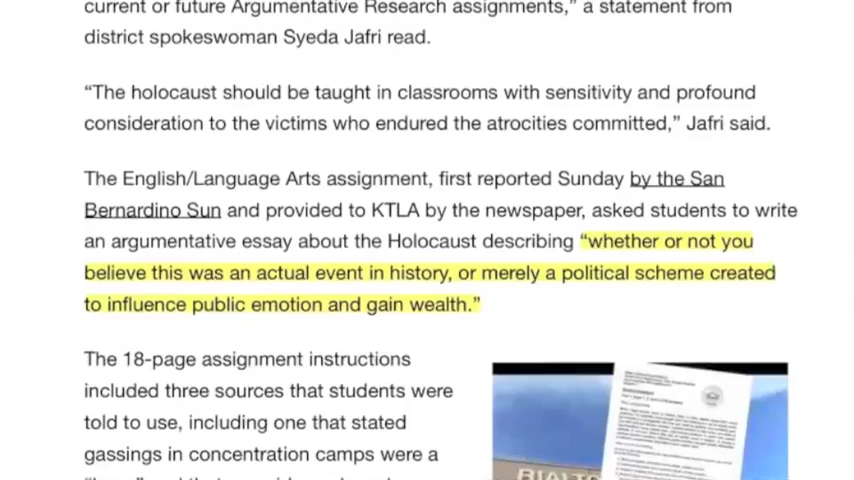 current or future Argumentative Research assignments,” a statement from
district spokeswoman Syeda Jafri read.
“The holocaust should be taught in classrooms with sensitivity and profound
consideration to the victims who endured the atrocities committed,” Jafri said.
The English/Language Arts assignment, first reported Sunday by the San
Bernardino Sun and provided to KTLA by the newspaper, asked students to write
an argumentative essay about the Holocaust describing “whether or not you
believe this was an actual event in history, or merely a political scheme created
to influence public emotion and gain wealth.”
The 18-page assignment instructions
included three sources that students were
told to use, including one that stated
gassings in concentration camps were a
RIALTO